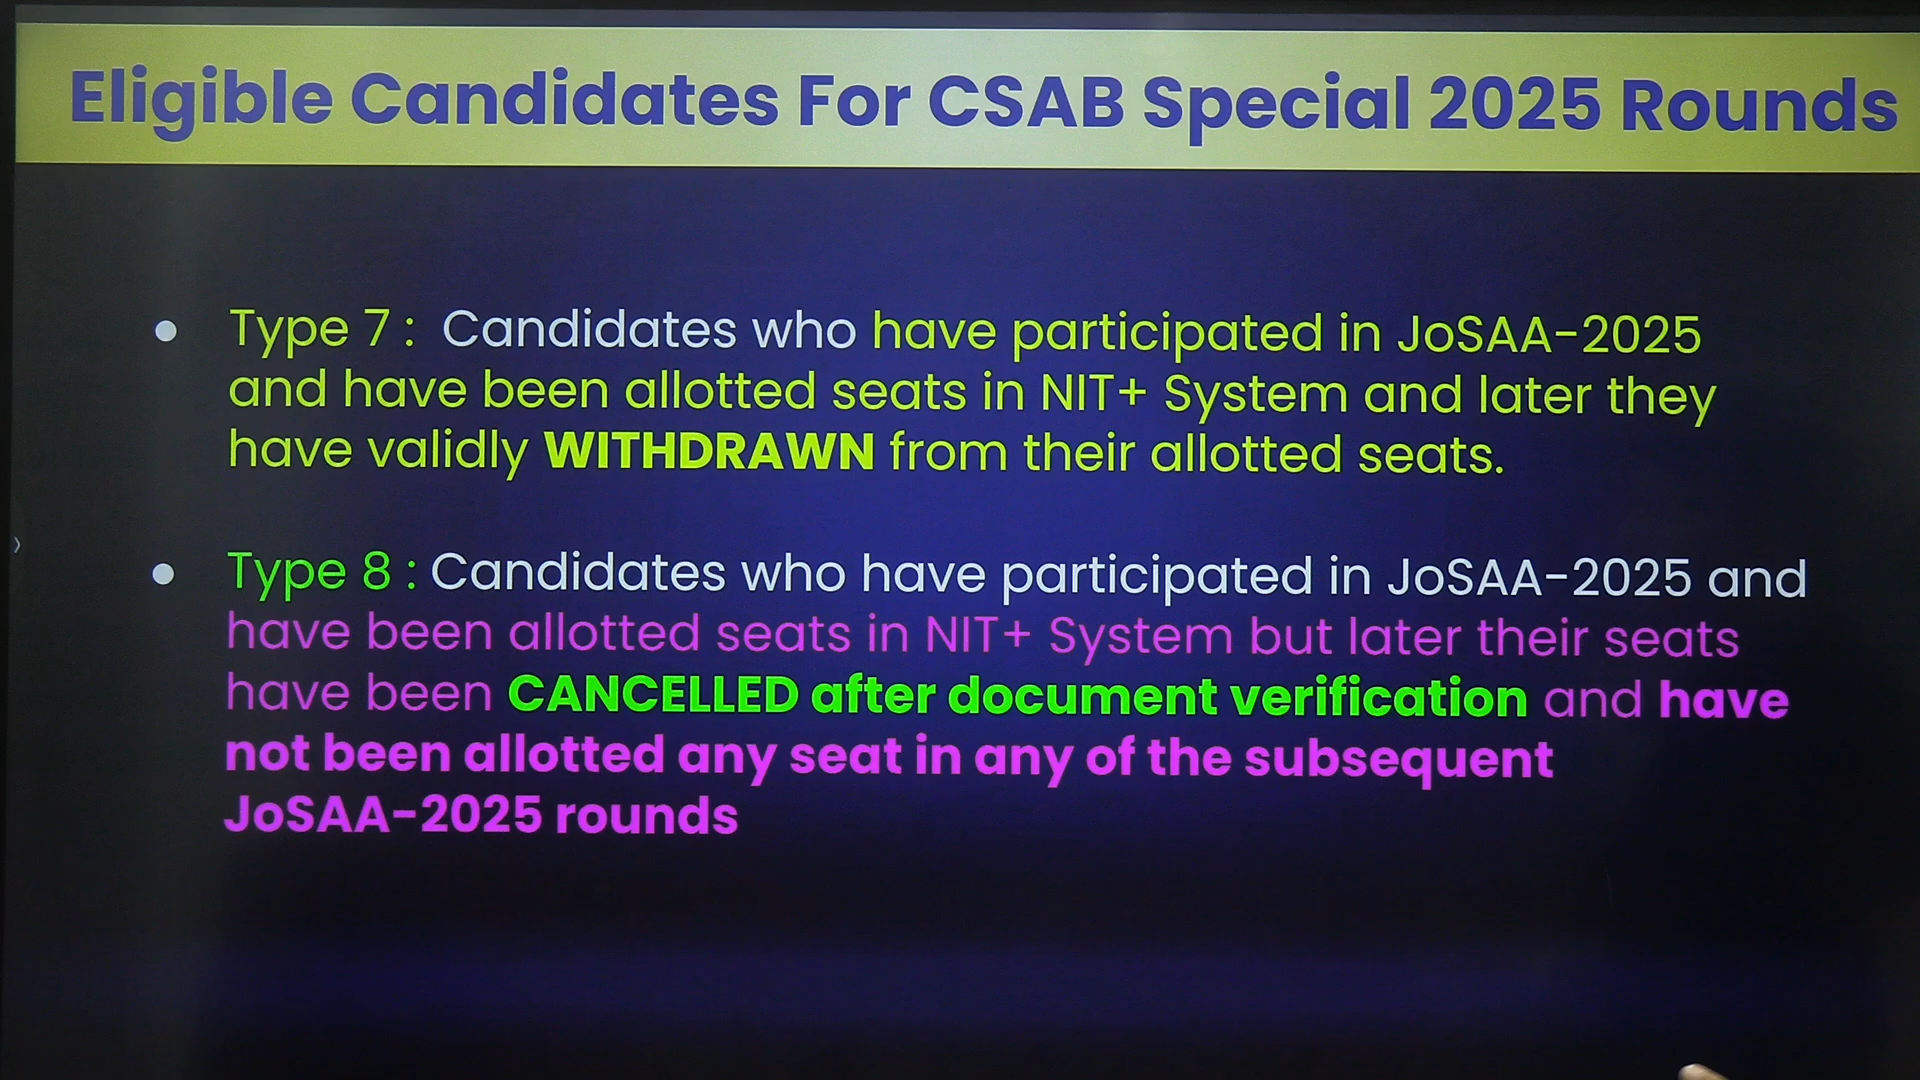 Eligible Candidates For CSAB Special 2025 Rounds
• Type 7 : Candidates who have participated in JoSAA-2025
and have been allotted seats in NIT+ System and later they
have validly WITHDRAWN from their allotted seats.
• Type 8 : Candidates who have participated in JoSAA-2025 and
have been allotted seats in NIT+ System but later their seats
have been CANCELLED after document verification and have
not been allotted any seat in any of the subsequent
JoSAA-2025 rounds